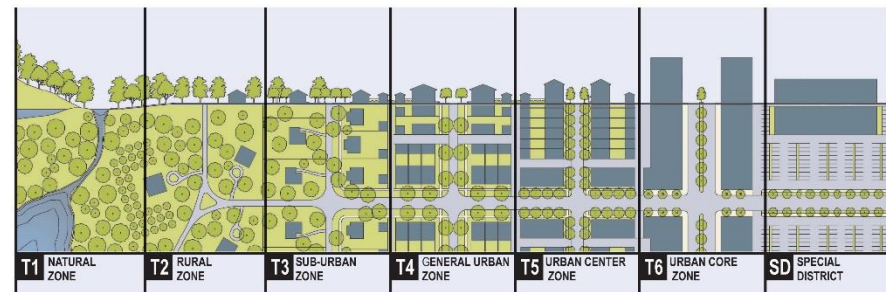 T1 NATURAL
ZONE
T2 RURAL
ZONE
T3 SUB-URBAN
ZONE
T4 GENERAL URBAN
ZONE
T5 URBAN CENTER
ZONE
T6 URBAN CORE
ZONE
SD SPECIAL
DISTRICT